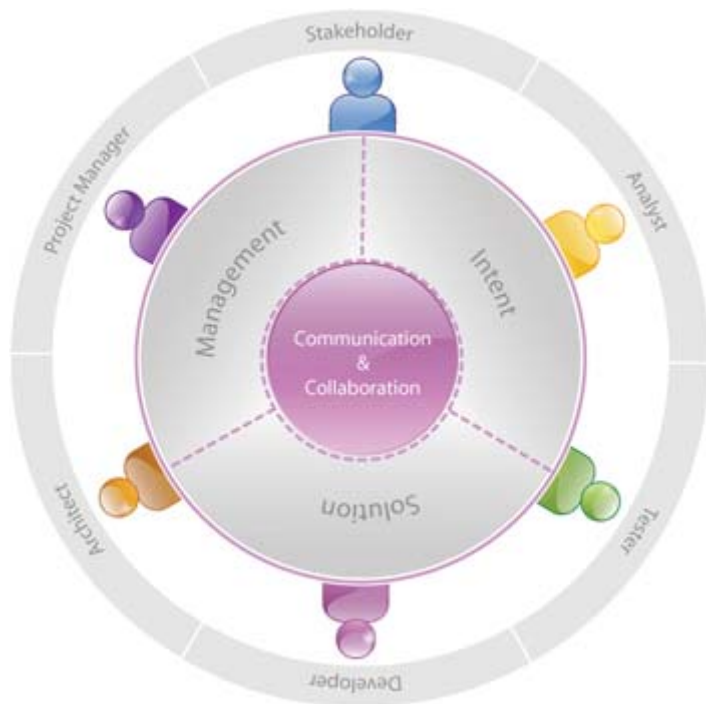 Stakeholder
Project Manager
Analyst
Management
Intent
Communication
&
Collaboration
Solution
Architect
Tester
Developer